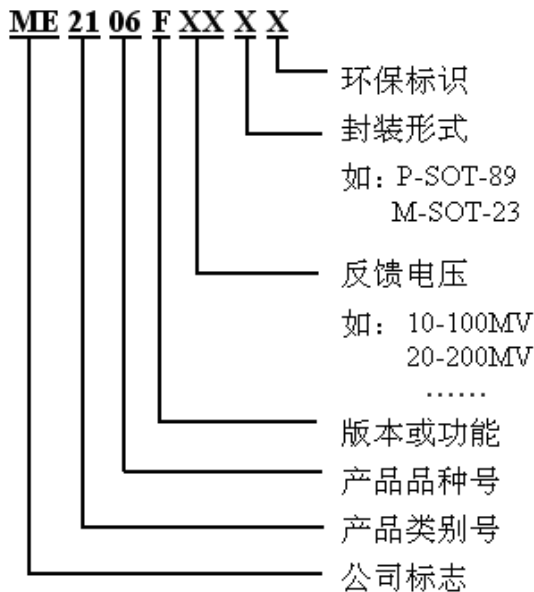 ME 21 06 F XX X X
环保标识
封装形式
如：P-SOT-89
M-SOT-23
反馈电压
如： 10-100MV
20-200MV
……
版本或功能
产品品种号
产品类别号
公司标志